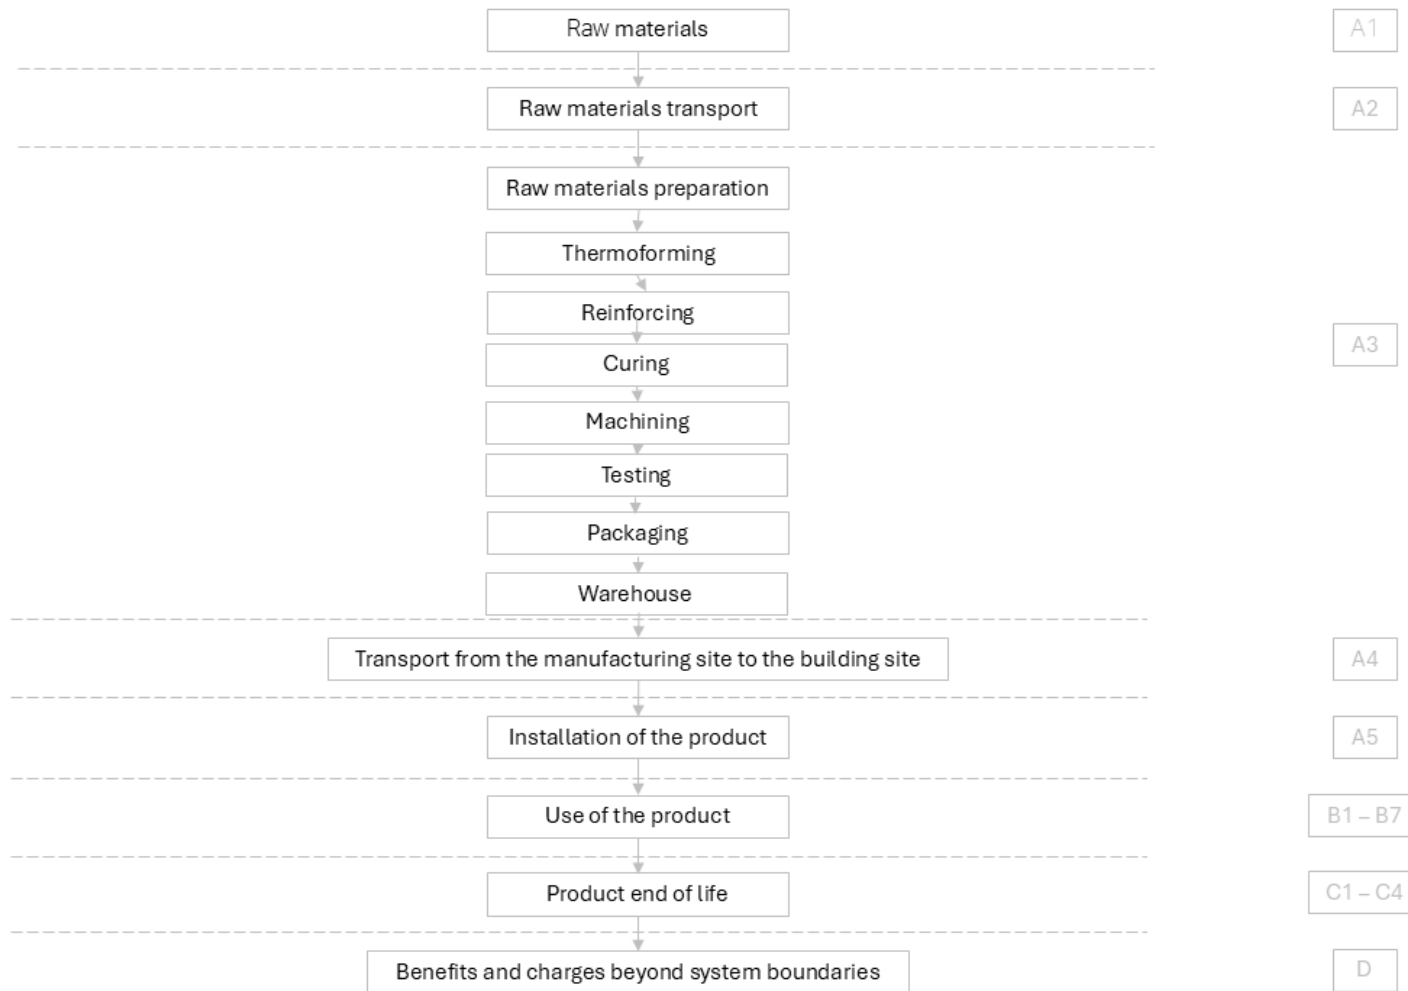 Raw materials
A1
Raw materials transport
A2
Raw materials preparation
Thermoforming
Reinforcing
A3
Curing
Machining
Testing
Packaging
Warehouse
Transport from the manufacturing site to the building site
A4
Installation of the product
A5
Use of the product
B1 – B7
Product end of life
C1 – C4
Benefits and charges beyond system boundaries
D